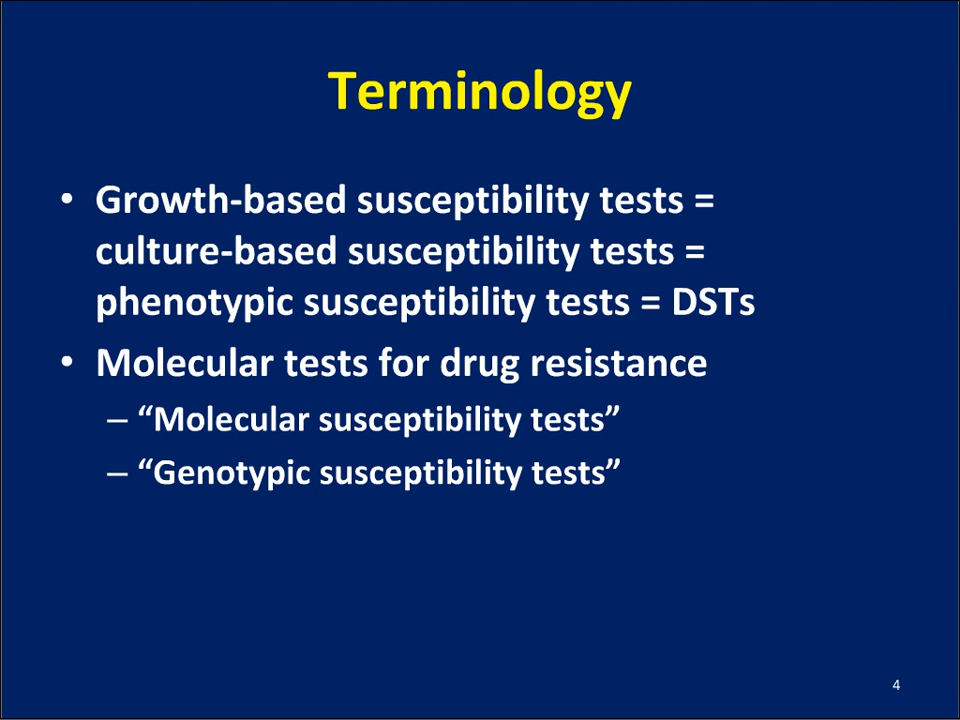 Terminology
• Growth-based susceptibility tests =
culture-based susceptibility tests =
phenotypic susceptibility tests = DSTs
• Molecular tests for drug resistance
– “Molecular susceptibility tests”
– “Genotypic susceptibility tests”
4